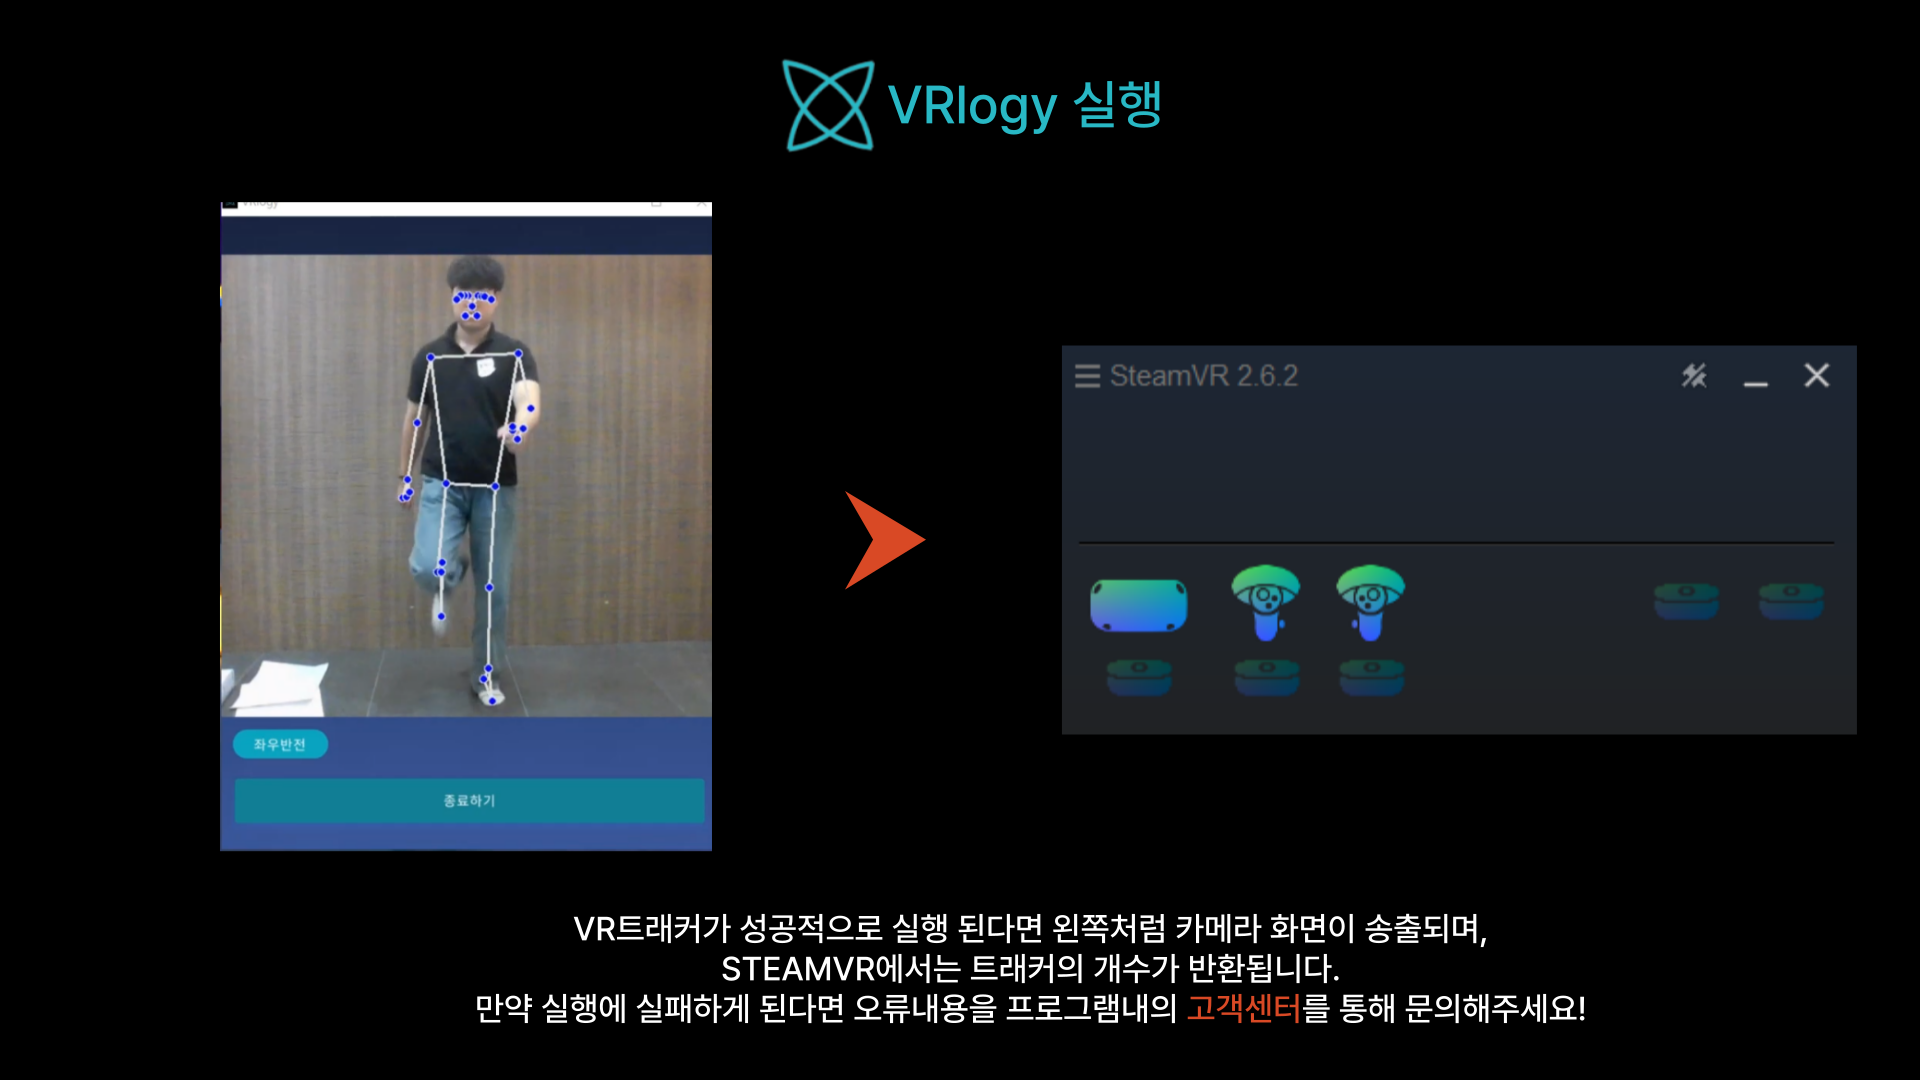 VRlogy 실행
VRlogy
좌우반전
종료하기
SteamVR 2.6.2
VR트래커가 성공적으로 실행 된다면 왼쪽처럼 카메라 화면이 송출되며,
STEAMVR에서는 트래커의 개수가 반환됩니다.
만약 실행에 실패하게 된다면 오류내용을 프로그램내의 고객센터를 통해 문의해주세요!